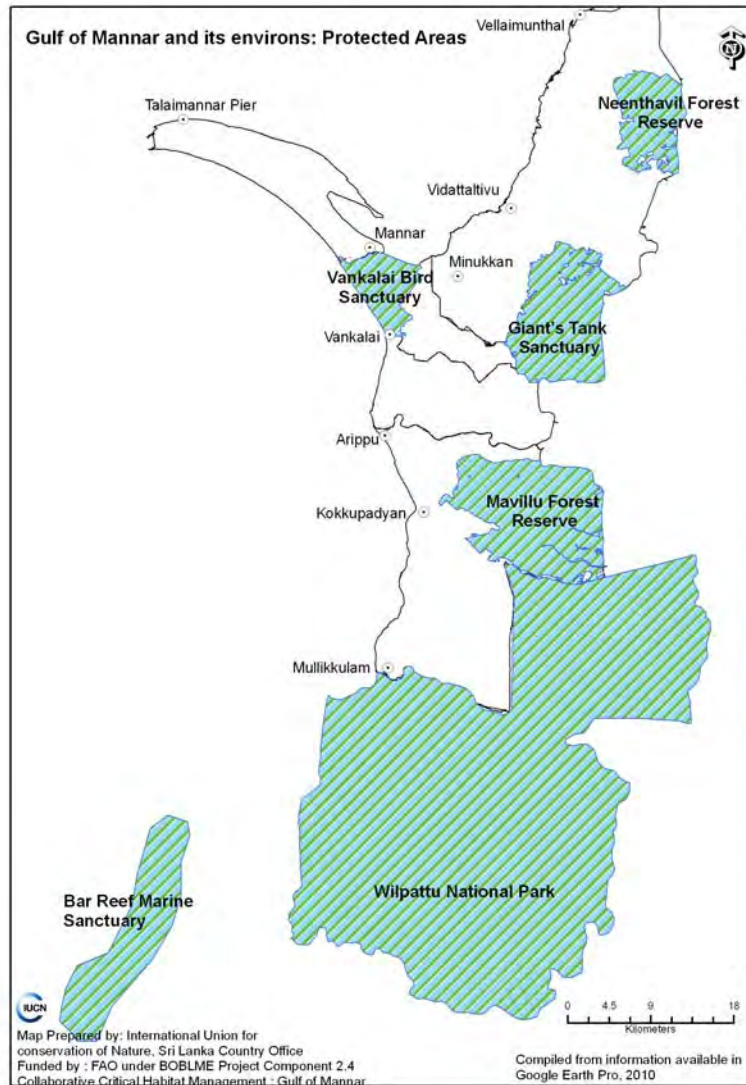 Gulf of Mannar and its environs: Protected Areas
Vellaimunthal
N
Neenthavil Forest
Reserve
Talaimannar Pier
Vidattaltivu
Mannar
Minukkan
Vankalai Bird
Sanctuary
Giant's Tank
Sanctuary
Vankalai
Arippu
Mavillu Forest
Reserve
Kokkupadyan
Mullikkulam
Wilpattu National Park
Bar Reef Marine
Sanctuary
IUCN
0 4.5 9 18
Kilometers
Map Prepared by: International Union for
conservation of Nature, Sri Lanka Country Office
Funded by : FAO under BOBLME Project Component 2.4
Collaborative Critical Habitat Management : Gulf of Mannar
Compiled from information available in
Google Earth Pro, 2010